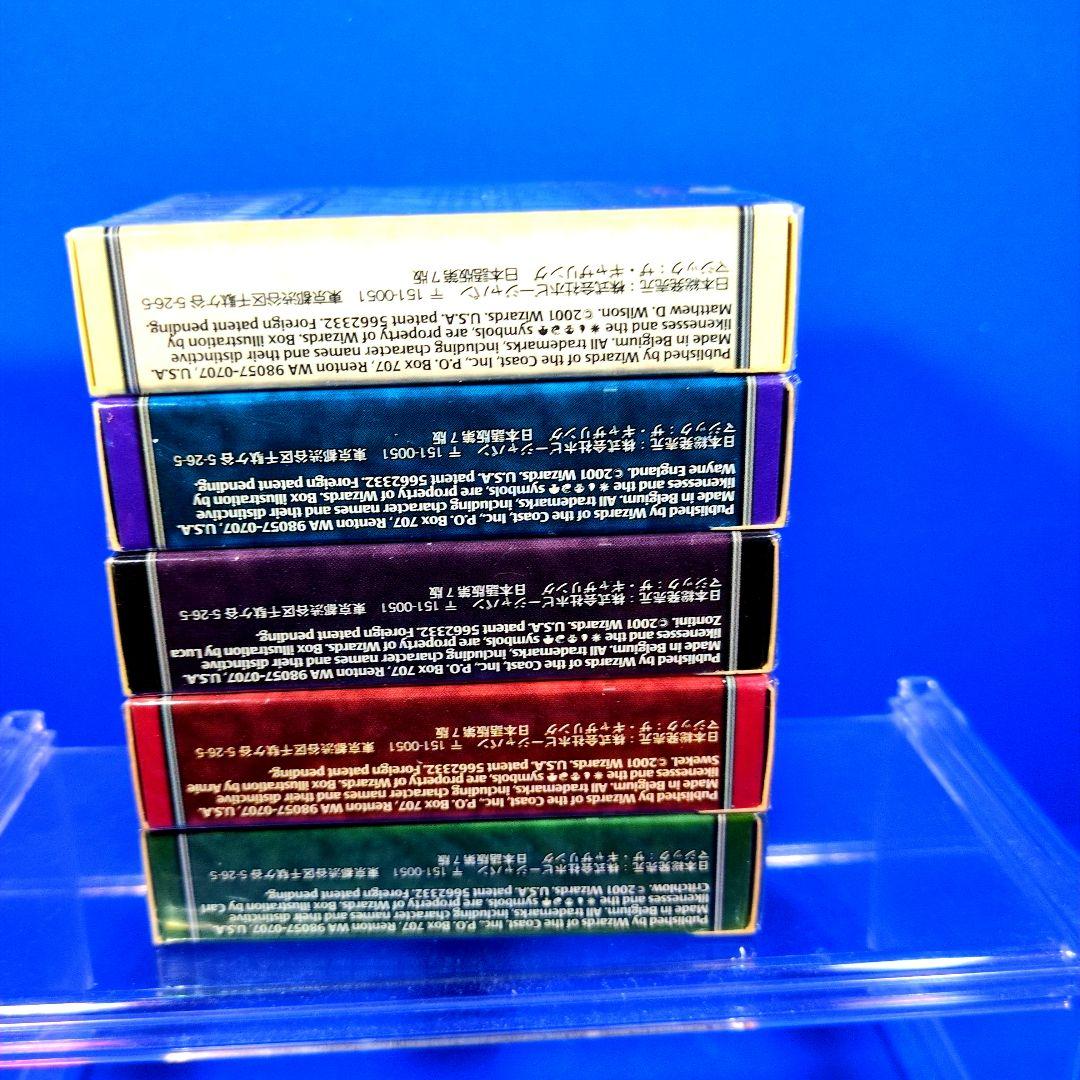 Published by Wizards of the Coast, Inc., P.O. Box 707, Renton WA 98057-0707, U.S.A.
Made in Belgium. All trademarks, including character names and their distinctive
likenesses and the symbols, are property of Wizards. Box illustration by
Matthew D. Wilson. ©2001 Wizards. U.S.A. patent 5662332. Foreign patent pending.
日本総発売元：株式会社ホビージャパン 〒151-0051 東京都渋谷区千駄ケ谷 5-26-5
マジック：ザ・ギャザリング 日本語版第7版
Published by Wizards of the Coast, Inc., P.O. Box 707, Renton WA 98057-0707, U.S.A.
Made in Belgium. All trademarks, including character names and their distinctive
likenesses and the symbols, are property of Wizards. Box illustration by
Wayne England. ©2001 Wizards. U.S.A. patent 5662332. Foreign patent pending.
日本総発売元：株式会社ホビージャパン 〒151-0051 東京都渋谷区千駄ケ谷 5-26-5
マジック：ザ・ギャザリング 日本語版第7版
Published by Wizards of the Coast, Inc., P.O. Box 707, Renton WA 98057-0707, U.S.A.
Made in Belgium. All trademarks, including character names and their distinctive
likenesses and the symbols, are property of Wizards. Box illustration by Luca
Zontini. ©2001 Wizards. U.S.A. patent 5662332. Foreign patent pending.
日本総発売元：株式会社ホビージャパン 〒151-0051 東京都渋谷区千駄ケ谷 5-26-5
マジック：ザ・ギャザリング 日本語版第7版
Published by Wizards of the Coast, Inc., P.O. Box 707, Renton WA 98057-0707, U.S.A.
Made in Belgium. All trademarks, including character names and their distinctive
likenesses and the symbols, are property of Wizards. Box illustration by Arnie
Swekel. ©2001 Wizards. U.S.A. patent 5662332. Foreign patent pending.
日本総発売元：株式会社ホビージャパン 〒151-0051 東京都渋谷区千駄ケ谷 5-26-5
マジック：ザ・ギャザリング 日本語版第7版
Published by Wizards of the Coast, Inc., P.O. Box 707, Renton WA 98057-0707, U.S.A.
Made in Belgium. All trademarks, including character names and their distinctive
likenesses and the symbols, are property of Wizards. Box illustration by Carl
Critchlow. ©2001 Wizards. U.S.A. patent 5662332. Foreign patent pending.
日本総発売元：株式会社ホビージャパン 〒151-0051 東京都渋谷区千駄ケ谷 5-26-5
マジック：ザ・ギャザリング 日本語版第7版